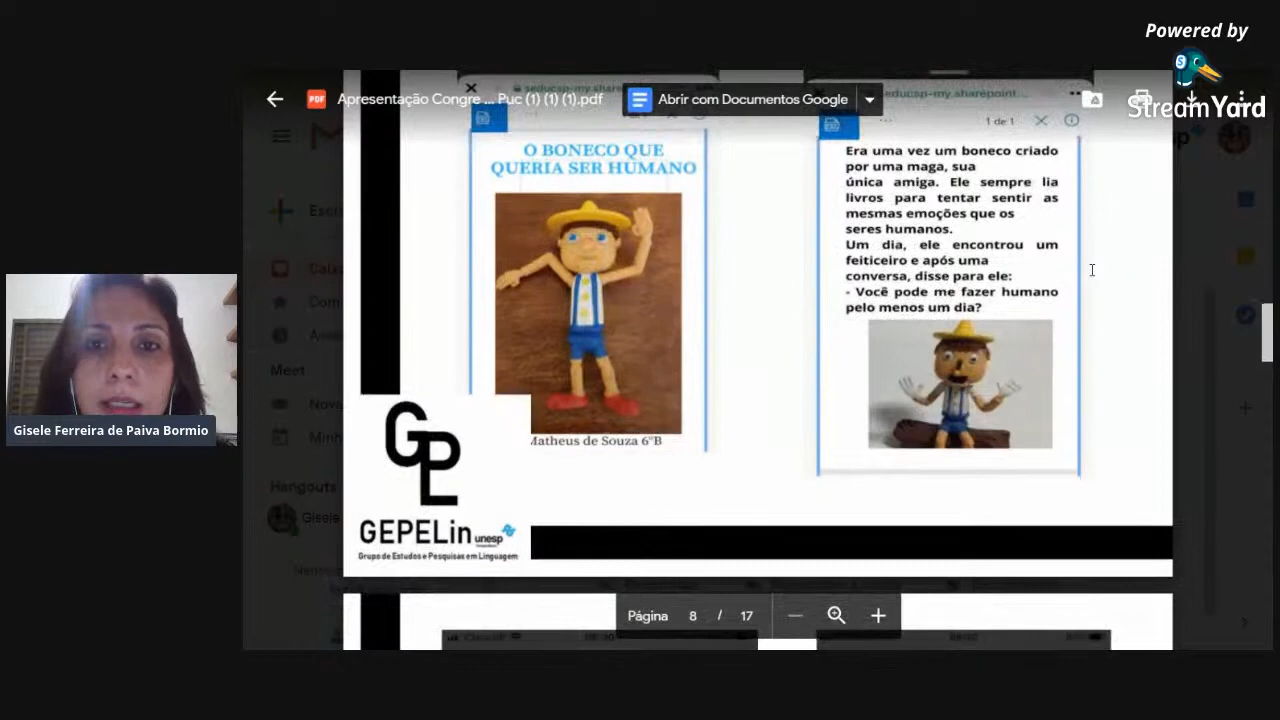 Powered by
StreamYard
Apresentação Congre ... Puc (1) (1) (1).pdf
Abrir com Documentos Google
1 de 1
O BONECO QUE
QUERIA SER HUMANO
Matheus de Souza 6ºB
Era uma vez um boneco criado
por uma maga, sua
única amiga. Ele sempre lia
livros para tentar sentir as
mesmas emoções que os
seres humanos.
Um dia, ele encontrou um
feiticeiro e após uma
conversa, disse para ele:
- Você pode me fazer humano
pelo menos um dia?
Gisele Ferreira de Paiva Bormio
Meet
Hangouts
Gisele
GPL
GEPELin unesp
Grupo de Estudos e Pesquisas em Linguagem
Página 8 / 17